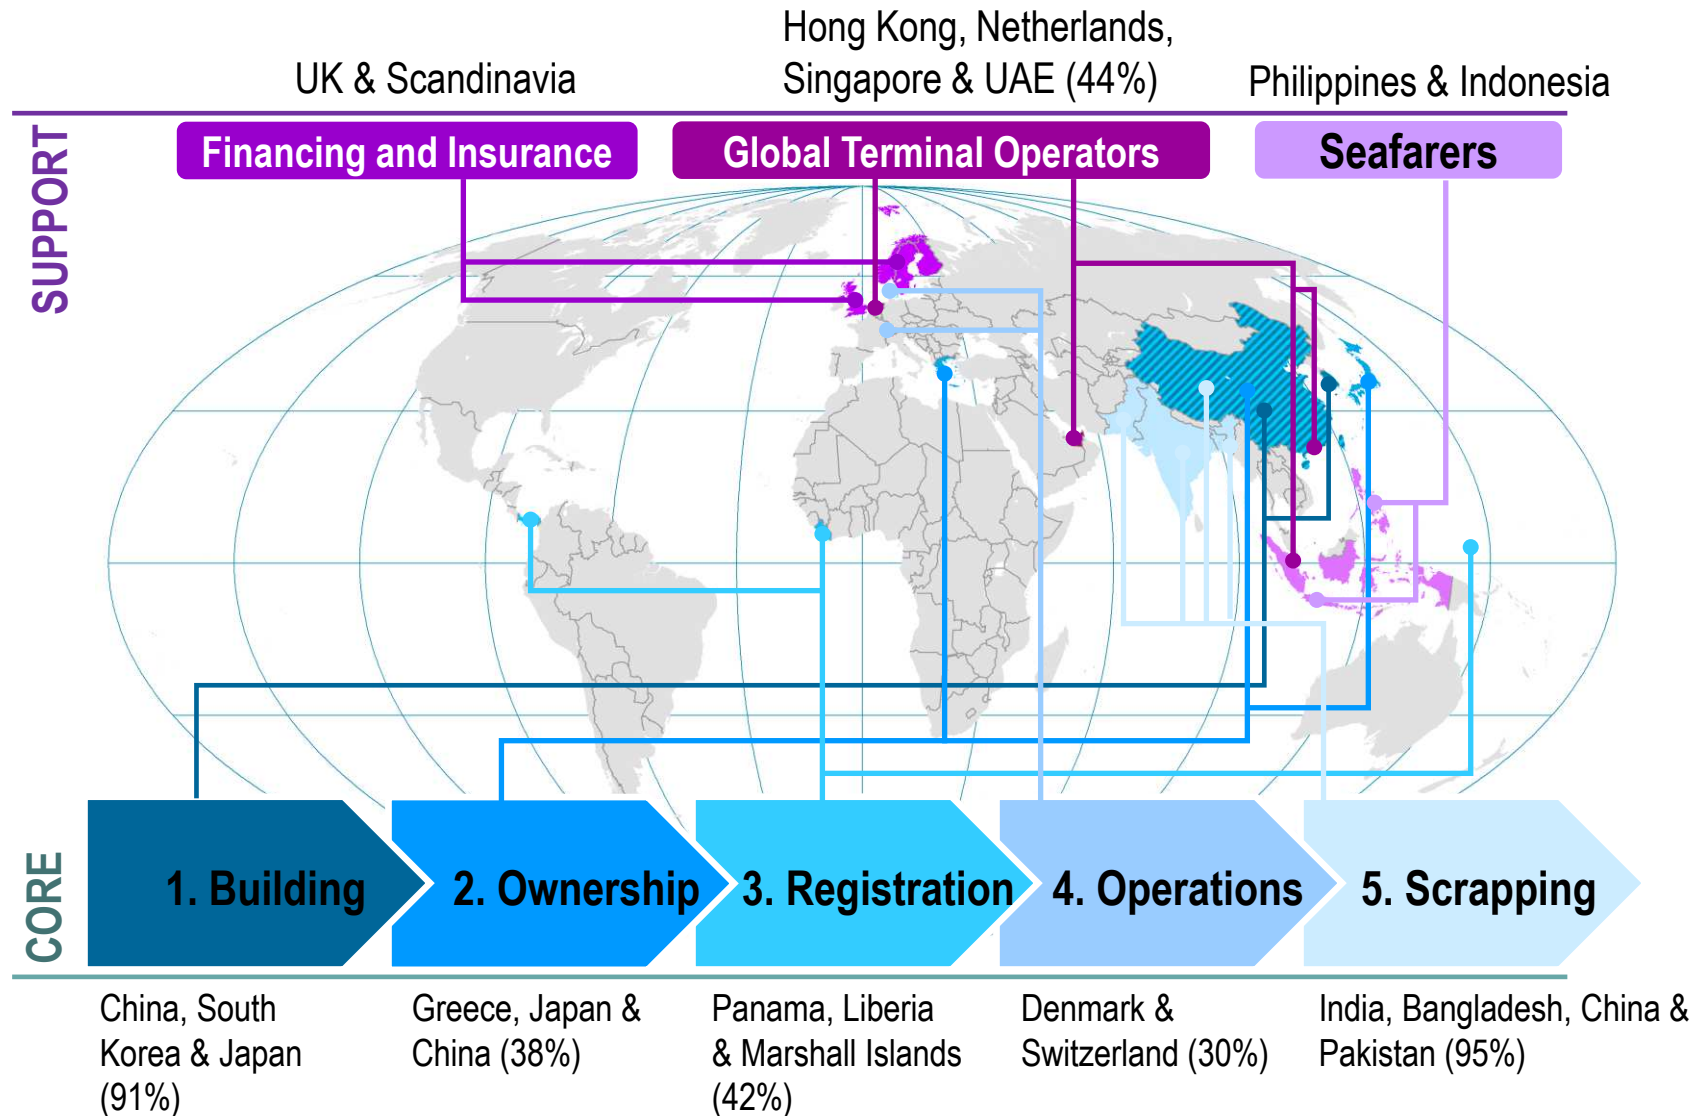 UK & Scandinavia
Hong Kong, Netherlands,
Singapore & UAE (44%)
Philippines & Indonesia
SUPPORT
Financing and Insurance
Global Terminal Operators
Seafarers
CORE
1. Building
2. Ownership
3. Registration
4. Operations
5. Scrapping
China, South
Korea & Japan
(91%)
Greece, Japan &
China (38%)
Panama, Liberia
& Marshall Islands
(42%)
Denmark &
Switzerland (30%)
India, Bangladesh, China &
Pakistan (95%)